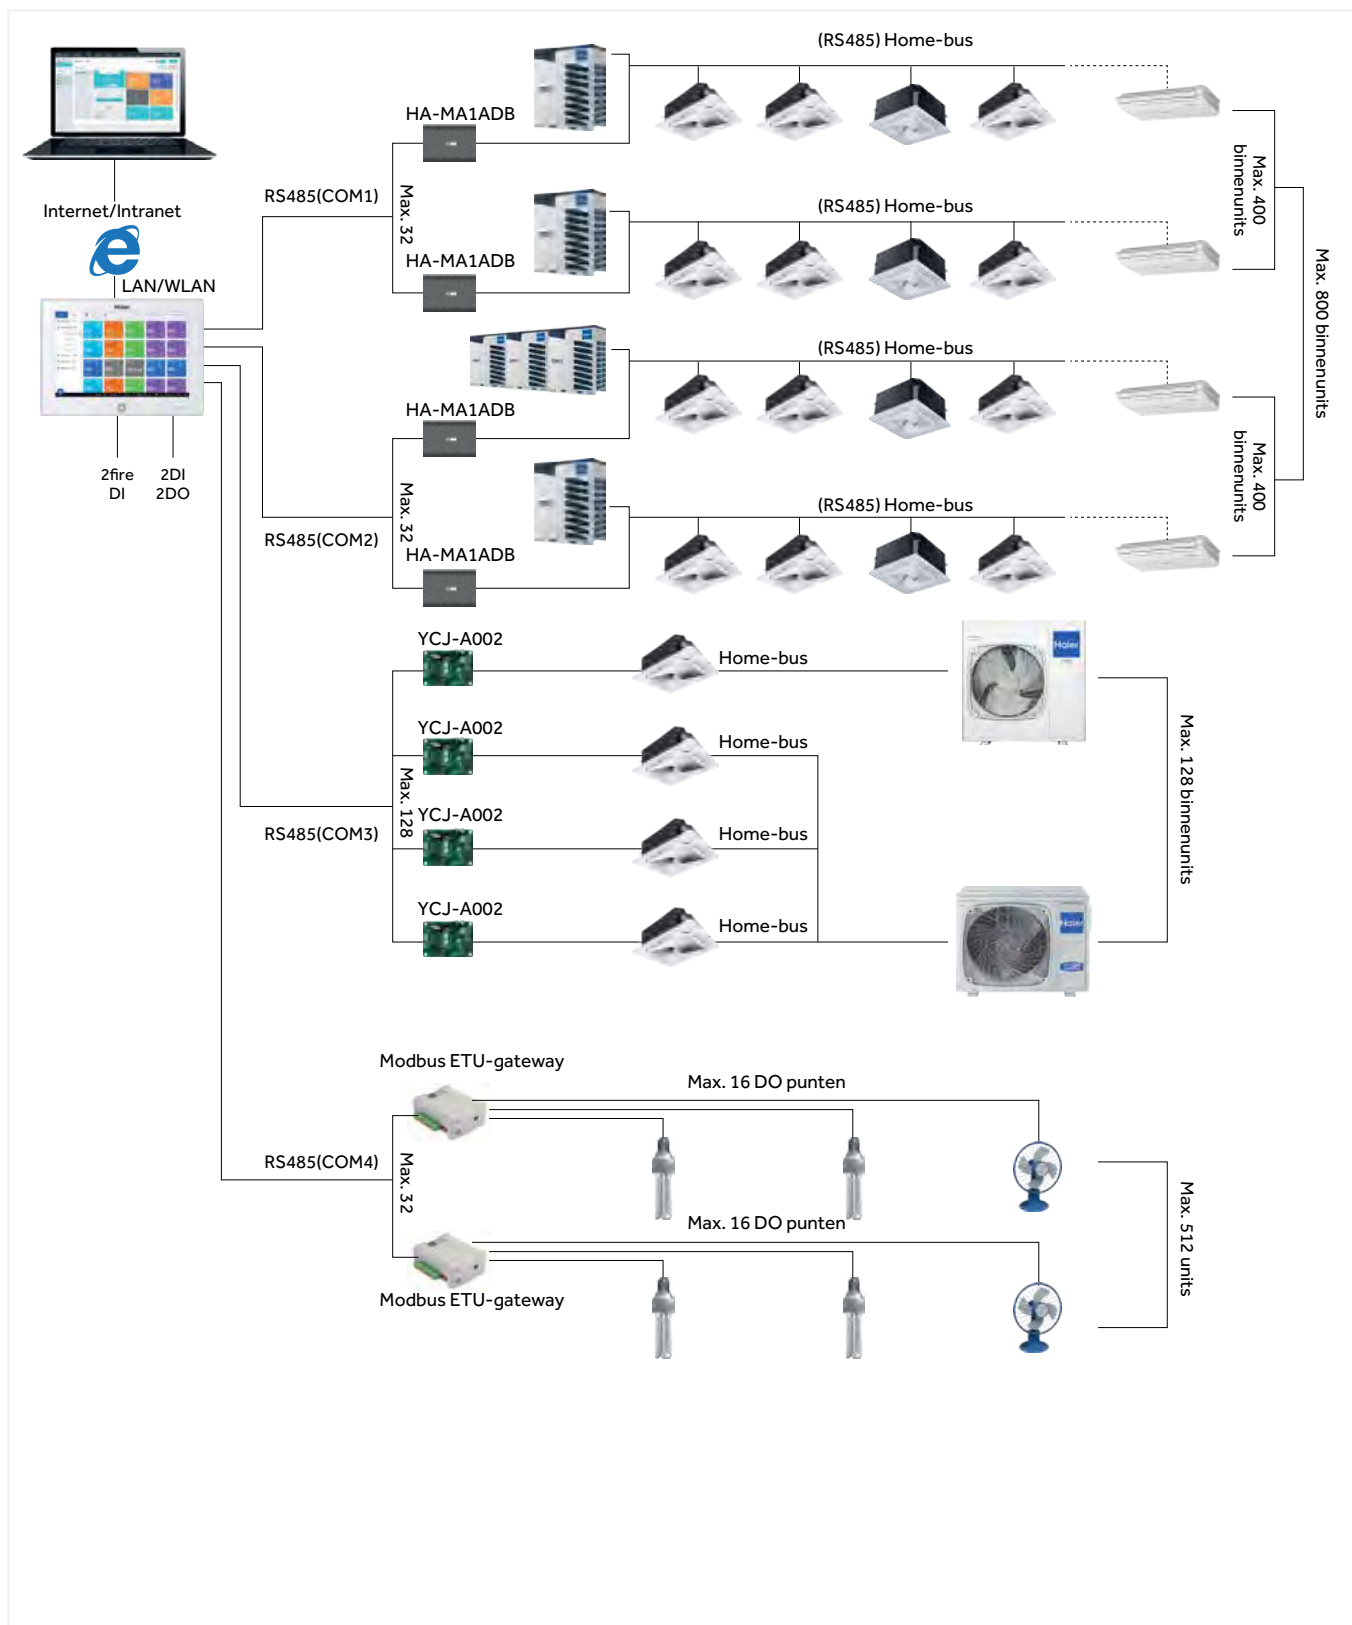 (RS485) Home-bus
HA-MA1ADB
RS485(COM1)
Max. 32
Max. 400
binnenunits
Internet/Intranet
(RS485) Home-bus
HA-MA1ADB
LAN/WLAN
Haier
Max. 800 binnenunits
(RS485) Home-bus
HA-MA1ADB
2fire
DI
2DI
2DO
Max. 32
Max. 400
binnenunits
(RS485) Home-bus
RS485(COM2)
HA-MA1ADB
YCJ-A002
Home-bus
Haier
YCJ-A002
Home-bus
Max. 128
Max. 128 binnenunits
YCJ-A002
Home-bus
RS485(COM3)
YCJ-A002
Home-bus
Haier
Modbus ETU-gateway
Max. 16 DO punten
RS485(COM4)
Max. 32
Max. 512 units
Max. 16 DO punten
Modbus ETU-gateway